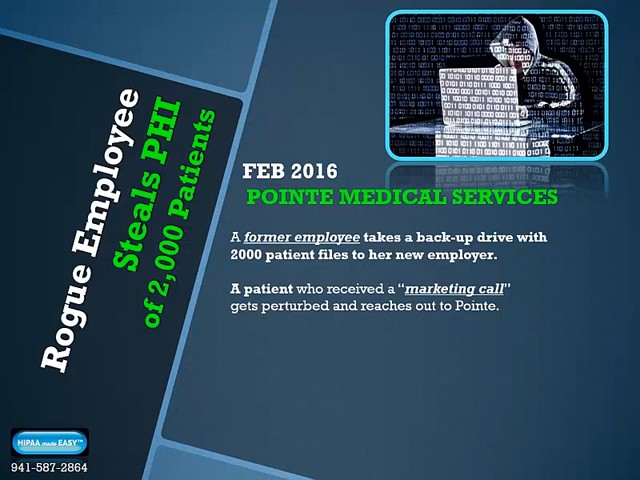 Rogue Employee
Steals PHI
of 2,000 Patients
FEB 2016
POINTE MEDICAL SERVICES
A former employee takes a back-up drive with
2000 patient files to her new employer.
A patient who received a “marketing call”
gets perturbed and reaches out to Pointe.
HIPAA made EASY™
941-587-2864